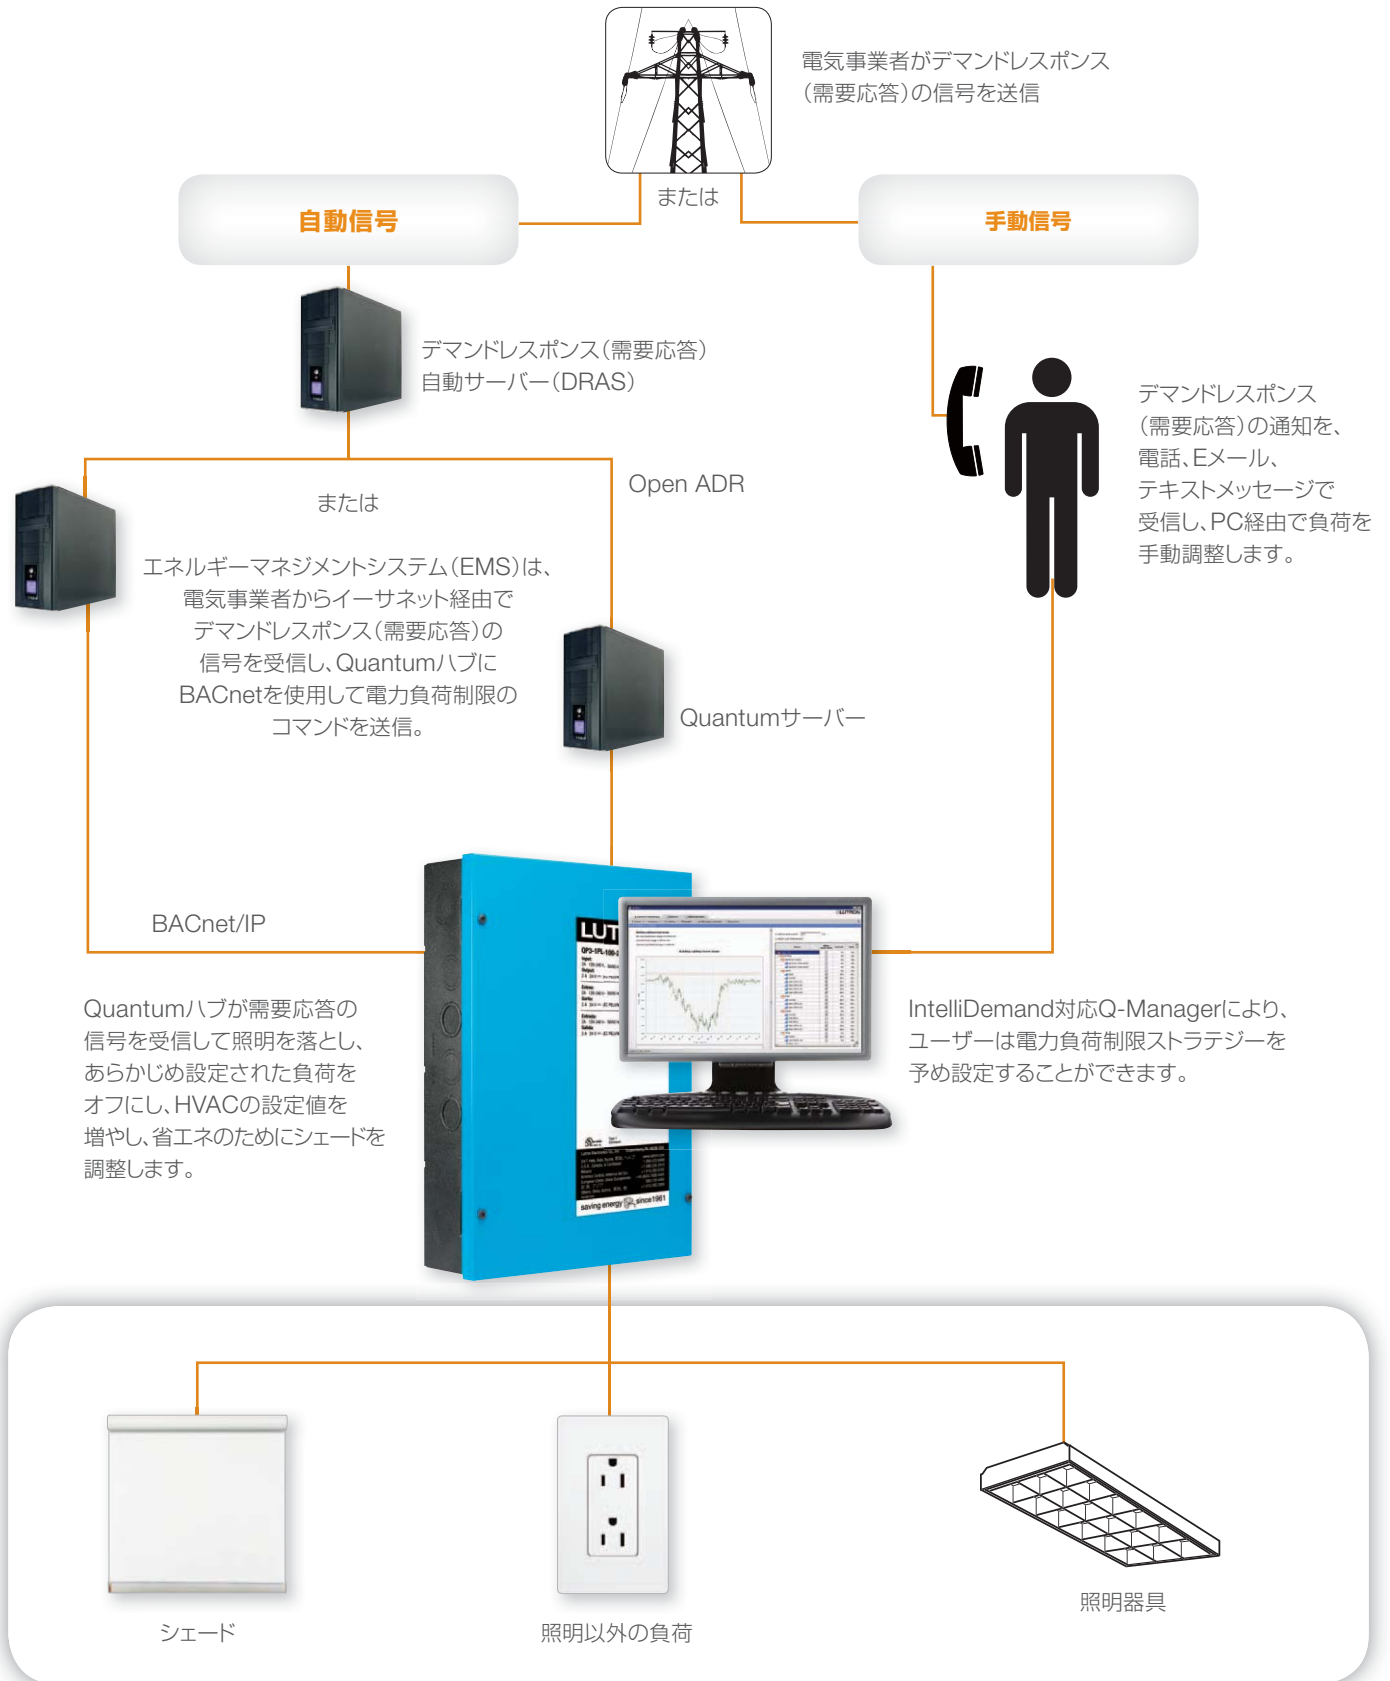 電気事業者がデマンドレスポンス
（需要応答）の信号を送信
または
自動信号
手動信号
デマンドレスポンス（需要応答）
自動サーバー（DRAS）
デマンドレスポンス
（需要応答）の通知を、
電話、Eメール、
テキストメッセージで
受信し、PC経由で負荷を
手動調整します。
Open ADR
または
エネルギーマネジメントシステム（EMS）は、
電気事業者からイーサネット経由で
デマンドレスポンス（需要応答）の
信号を受信し、Quantumハブに
BACnetを使用して電力負荷制限の
コマンドを送信。
Quantumサーバー
BACnet/IP
LUT
LUTRON
Quantumハブが需要応答の
信号を受信して照明を落とし、
あらかじめ設定された負荷を
オフにし、HVACの設定値を
増やし、省エネのためにシェードを
調整します。
IntelliDemand対応Q-Managerにより、
ユーザーは電力負荷制限ストラテジーを
予め設定することができます。
saving energy since 1961
シェード
照明以外の負荷
照明器具